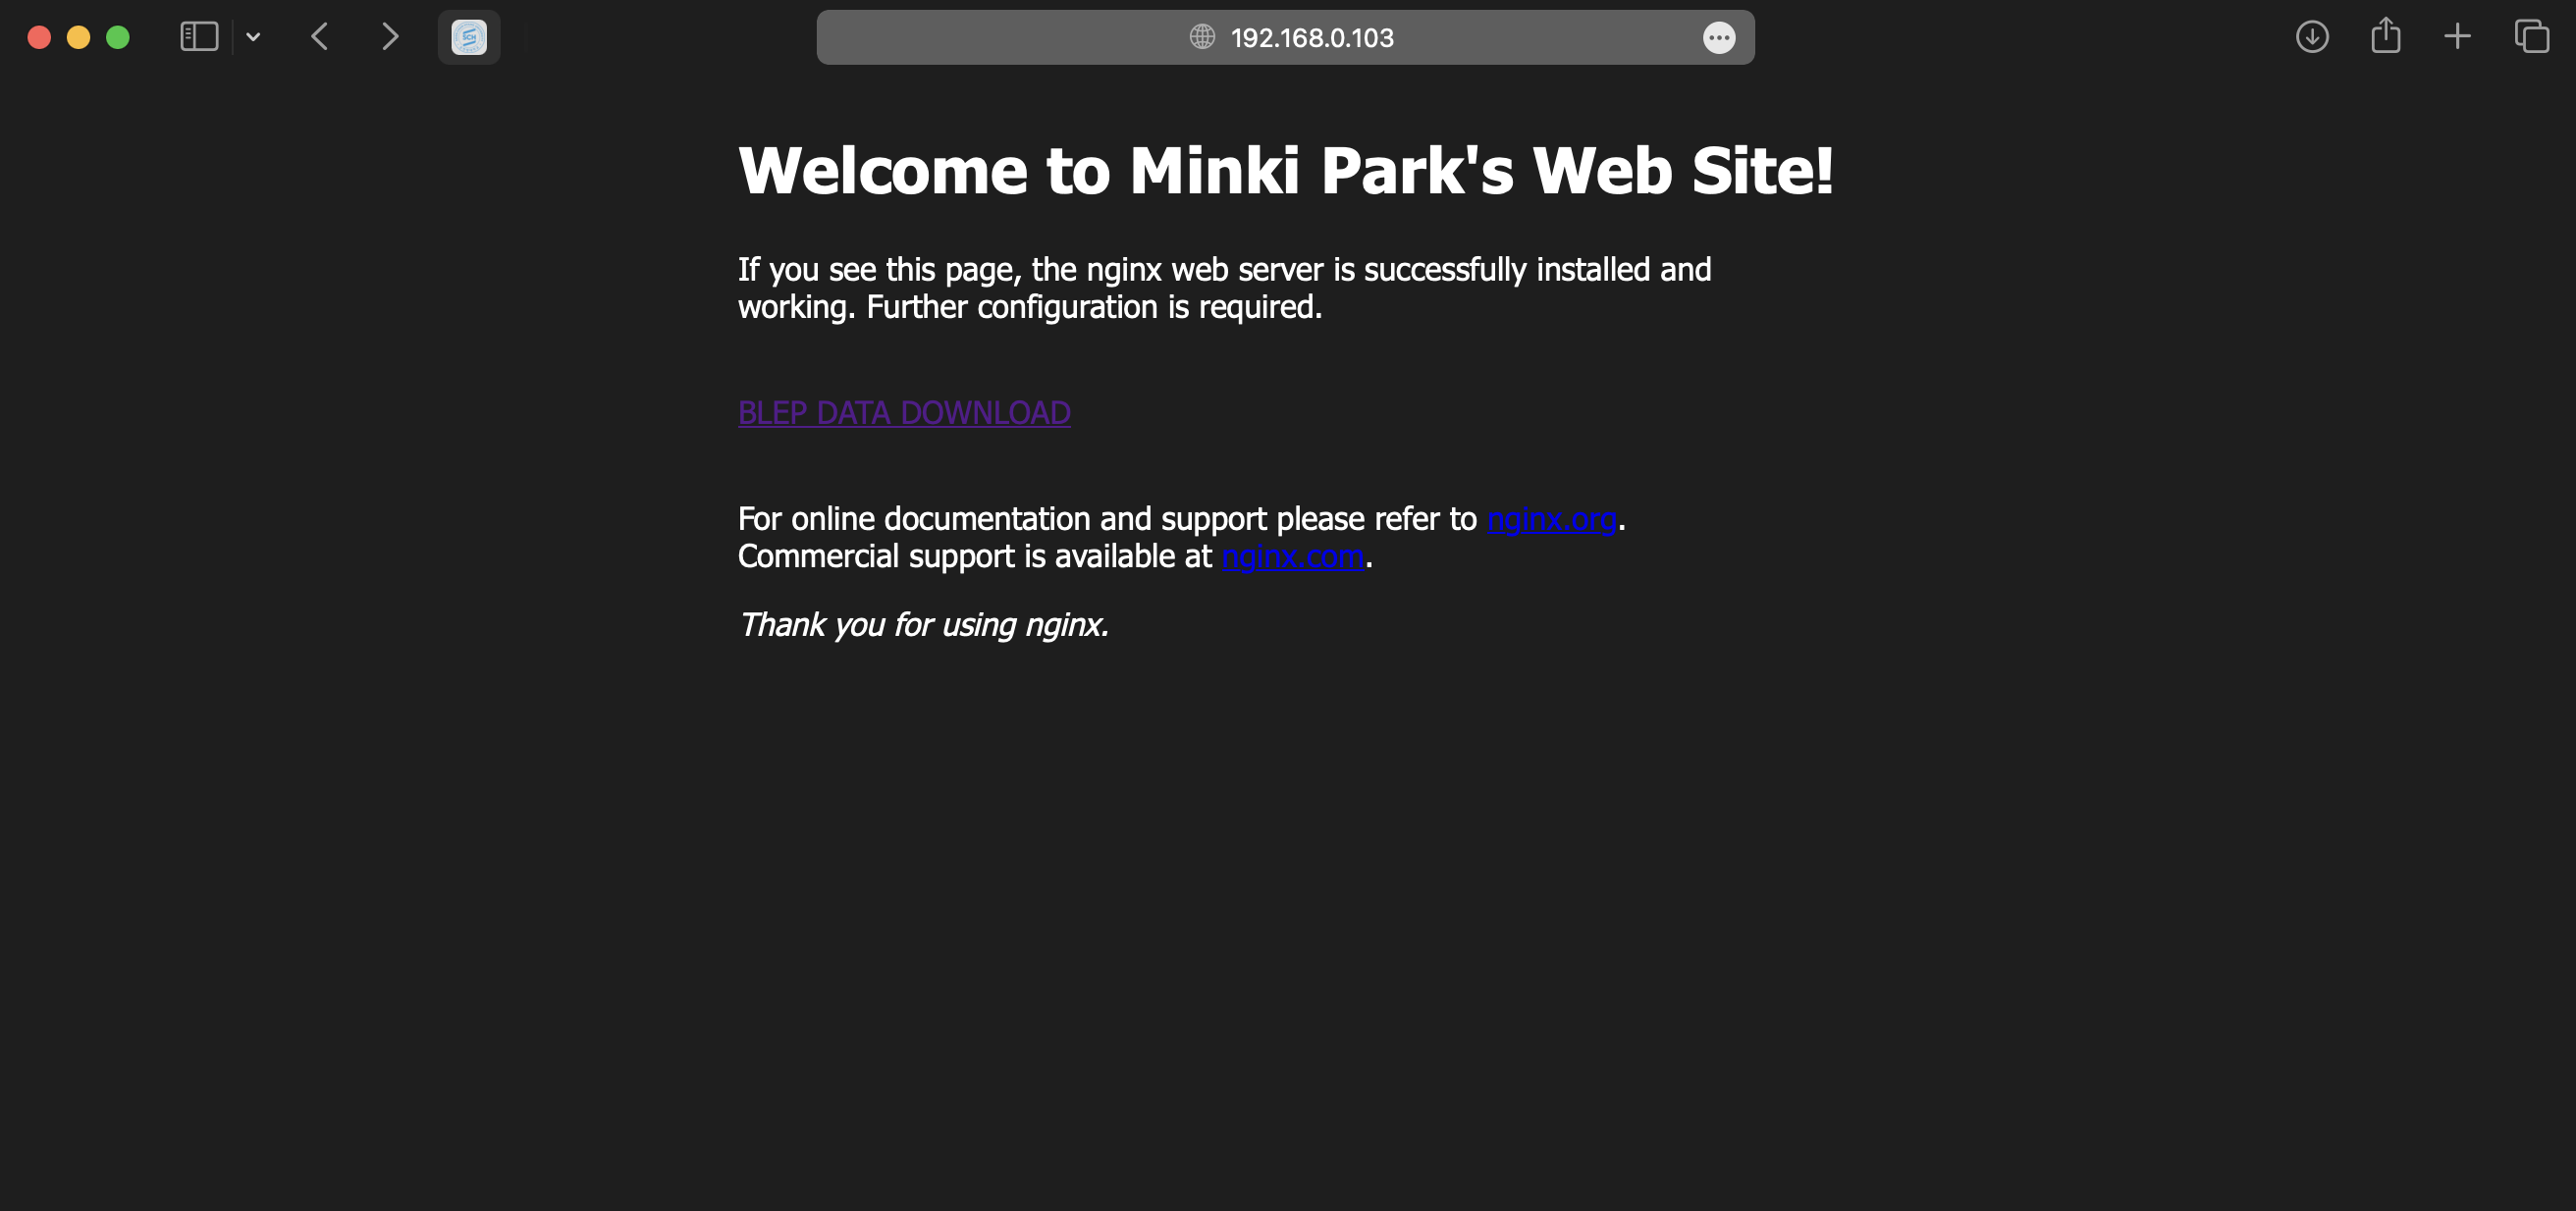 SCH
192.168.0.103
Welcome to Minki Park's Web Site!
If you see this page, the nginx web server is successfully installed and
working. Further configuration is required.
BLEP DATA DOWNLOAD
For online documentation and support please refer to nginx.org.
Commercial support is available at nginx.com.
Thank you for using nginx.